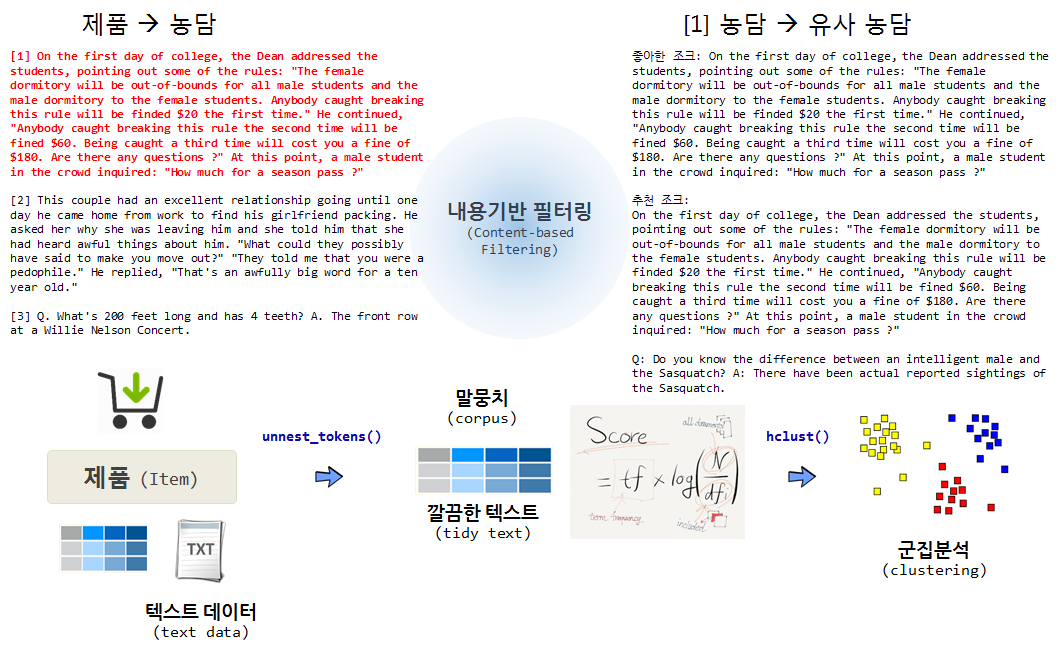 제품 → 농담
[1] On the first day of college, the Dean addressed the
students, pointing out some of the rules: "The female
dormitory will be out-of-bounds for all male students and the
male dormitory to the female students. Anybody caught breaking
this rule will be finded $20 the first time." He continued,
"Anybody caught breaking this rule the second time will be
fined $60. Being caught a third time will cost you a fine of
$180. Are there any questions ?" At this point, a male student
in the crowd inquired: "How much for a season pass ?"
[2] This couple had an excellent relationship going until one
day he came home from work to find his girlfriend packing. He
asked her why she was leaving him and she told him that she
had heard awful things about him. "What could they possibly
have said to make you move out?" "They told me that you were a
pedophile." He replied, "That's an awfully big word for a ten
year old."
[3] Q. What's 200 feet long and has 4 teeth? A. The front row
at a Willie Nelson Concert.
내용기반 필터링
(Content-based
Filtering)
[1] 농담 → 유사 농담
좋아한 조크: On the first day of college, the Dean addressed the
students, pointing out some of the rules: "The female
dormitory will be out-of-bounds for all male students and the
male dormitory to the female students. Anybody caught breaking
this rule will be finded $20 the first time." He continued,
"Anybody caught breaking this rule the second time will be
fined $60. Being caught a third time will cost you a fine of
$180. Are there any questions ?" At this point, a male student
in the crowd inquired: "How much for a season pass ?"
추천 조크:
On the first day of college, the Dean addressed the students,
pointing out some of the rules: "The female dormitory will be
out-of-bounds for all male students and the male dormitory to
the female students. Anybody caught breaking this rule will be
finded $20 the first time." He continued, "Anybody caught
breaking this rule the second time will be fined $60. Being
caught a third time will cost you a fine of $180. Are there
any questions ?" At this point, a male student in the crowd
inquired: "How much for a season pass ?"
Q: Do you know the difference between an intelligent male and
the Sasquatch? A: There have been actual reported sightings of
the Sasquatch.
제품 (Item)
TXT
텍스트 데이터
(text data)
unnest_tokens()
말뭉치
(corpus)
깔끔한 텍스트
(tidy text)
Score
all documents
= tf × log(N/dfi)
term frequency
included
hclust()
군집분석
(clustering)